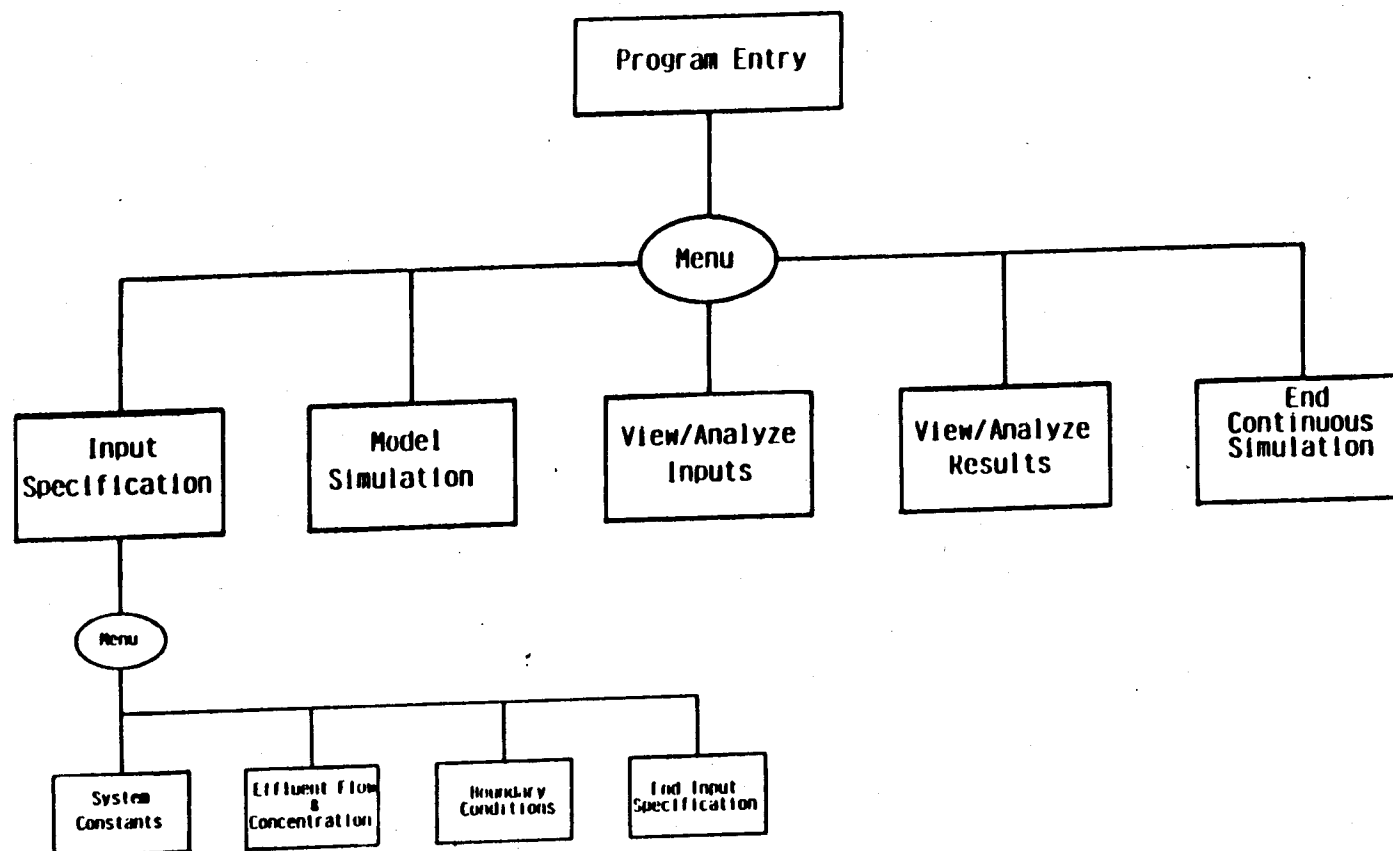 Program Entry
Menu
Input
Specification
Model
Simulation
View/Analyze
Inputs
View/Analyze
Results
End
Continuous
Simulation
Menu
System
Constants
Effluent Flow
&
Concentration
Boundary
Conditions
End Input
Specification